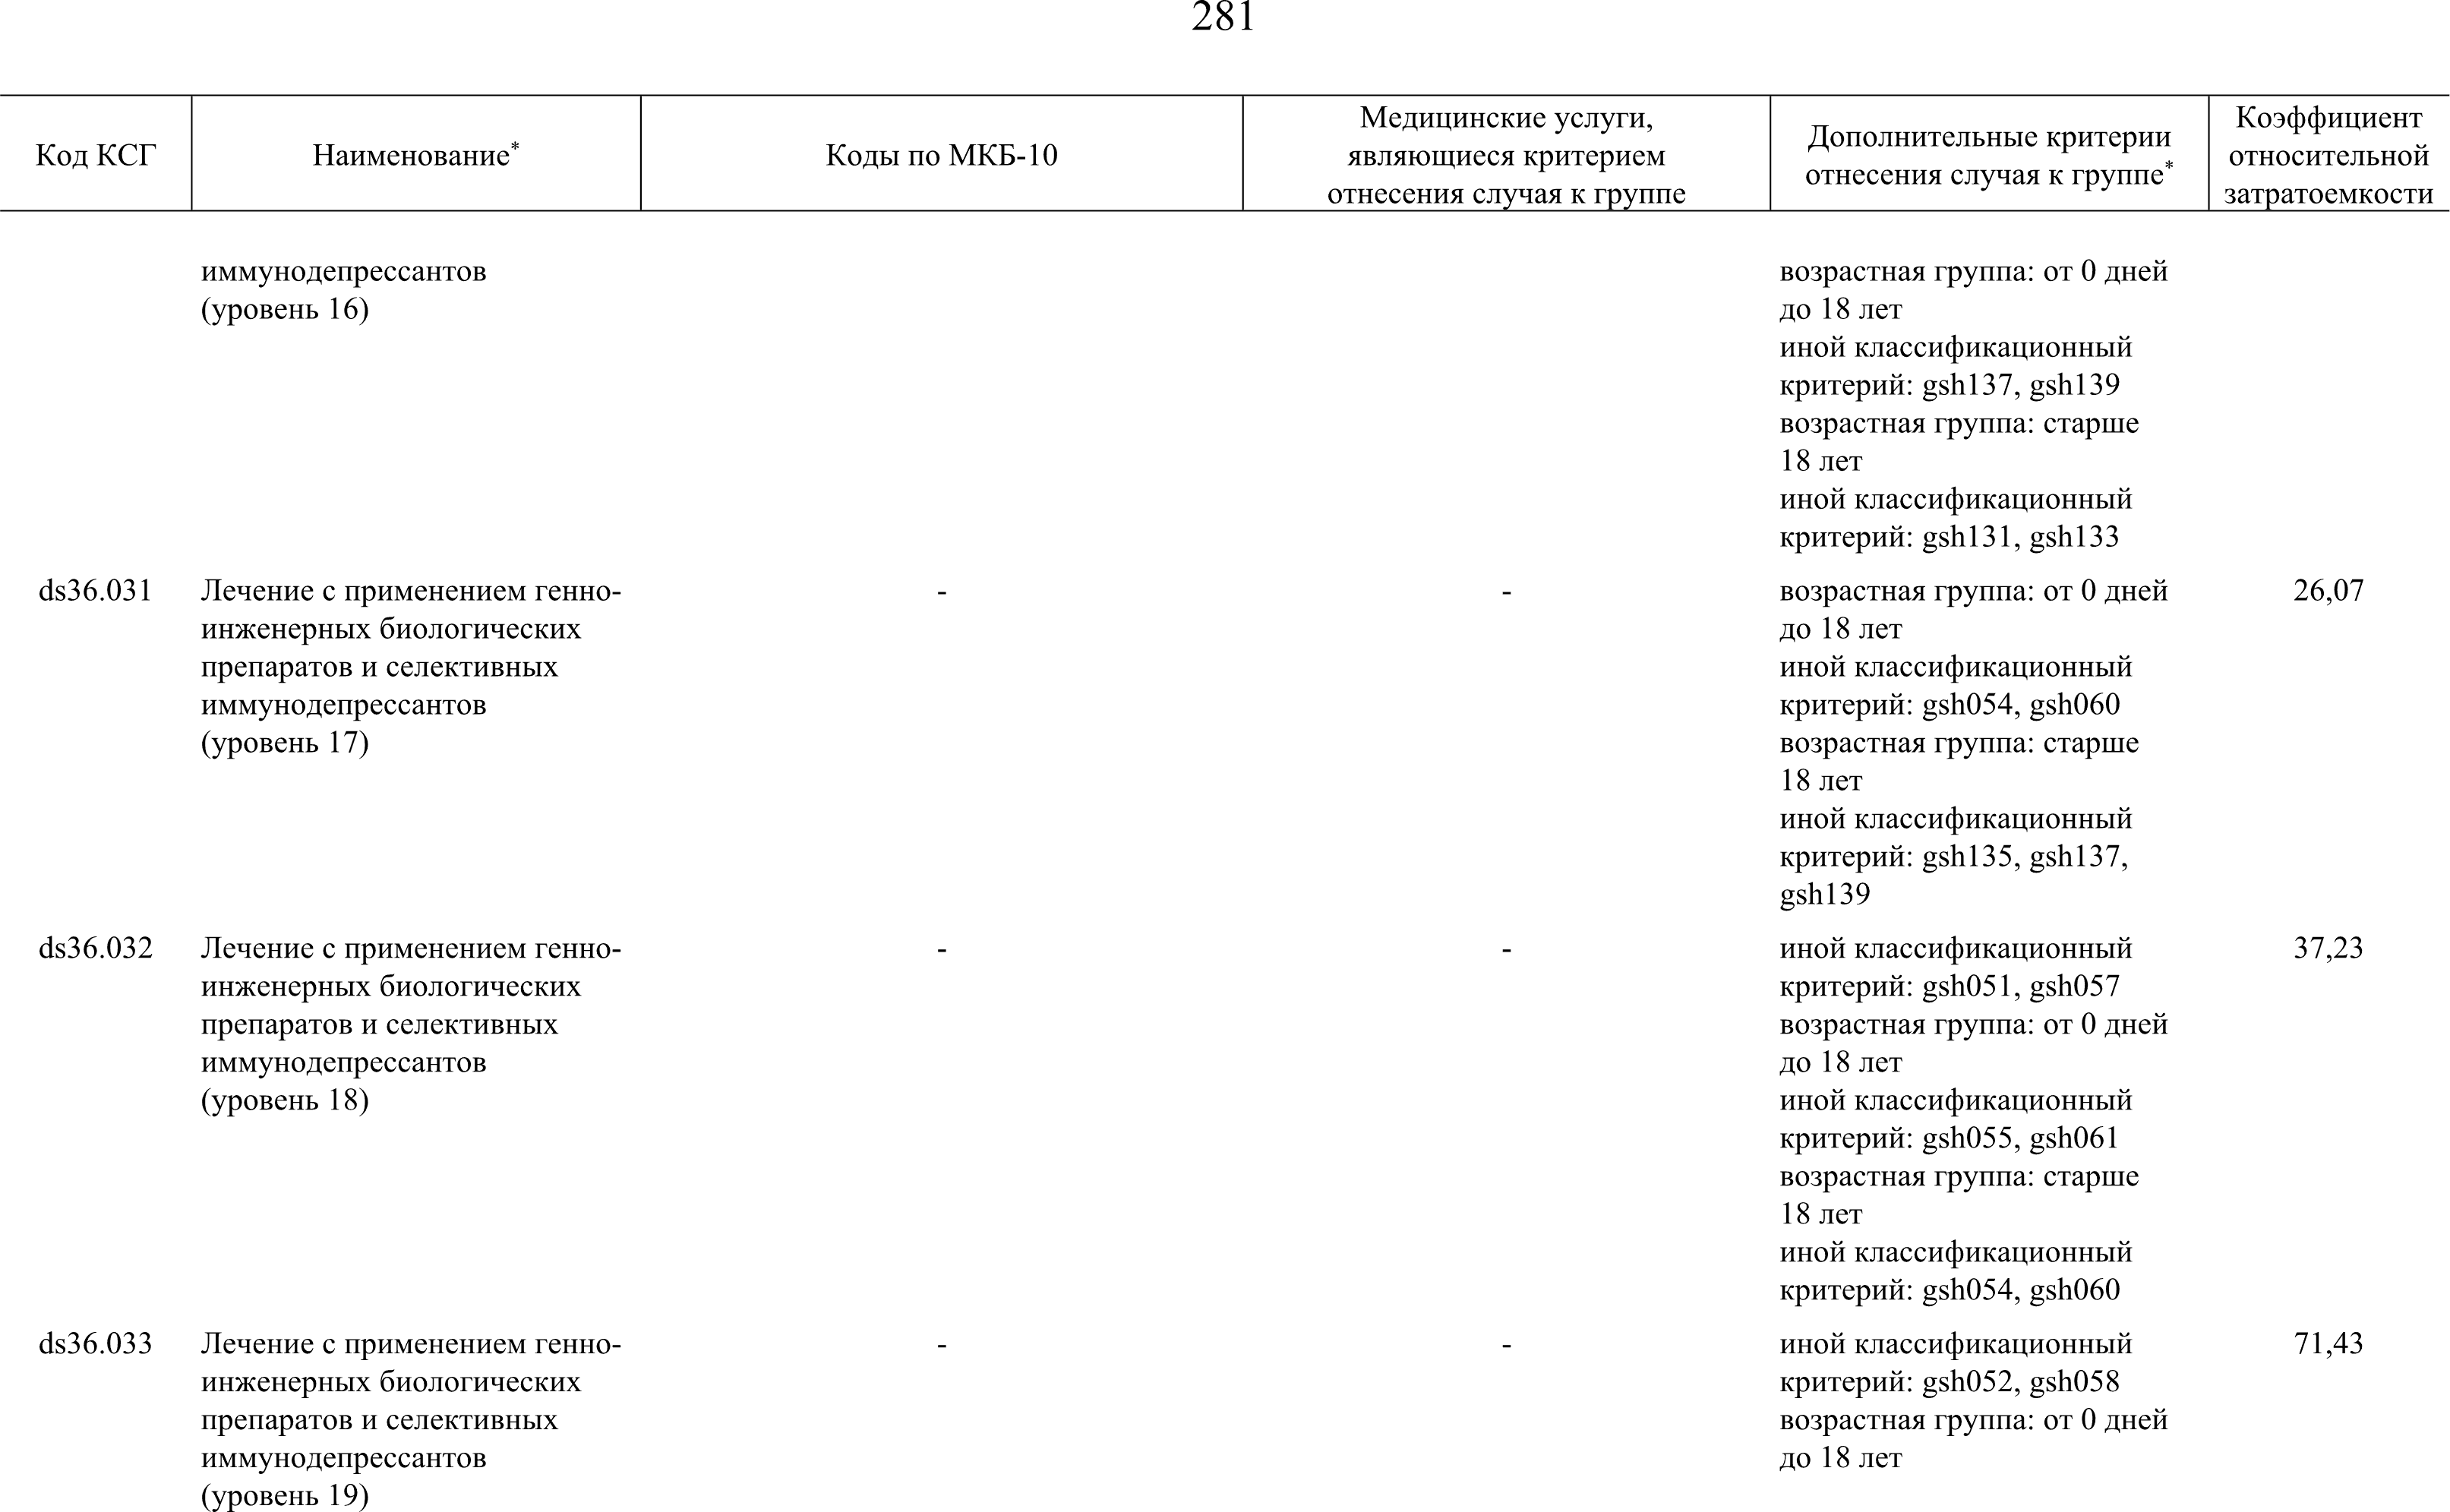 281
Код КСГ
Наименование*
Коды по МКБ-10
Медицинские услуги,
являющиеся критерием
отнесения случая к группе
Дополнительные критерии
отнесения случая к группе*
Коэффициент
относительной
затратоемкости
иммунодепрессантов
(уровень 16)
возрастная группа: от 0 дней
до 18 лет
иной классификационный
критерий: gsh137, gsh139
возрастная группа: старше
18 лет
иной классификационный
критерий: gsh131, gsh133
ds36.031
Лечение с применением генно-
инженерных биологических
препаратов и селективных
иммунодепрессантов
(уровень 17)
-
-
возрастная группа: от 0 дней
до 18 лет
иной классификационный
критерий: gsh054, gsh060
возрастная группа: старше
18 лет
иной классификационный
критерий: gsh135, gsh137,
gsh139
26,07
ds36.032
Лечение с применением генно-
инженерных биологических
препаратов и селективных
иммунодепрессантов
(уровень 18)
-
-
иной классификационный
критерий: gsh051, gsh057
возрастная группа: от 0 дней
до 18 лет
иной классификационный
критерий: gsh055, gsh061
возрастная группа: старше
18 лет
иной классификационный
критерий: gsh054, gsh060
37,23
ds36.033
Лечение с применением генно-
инженерных биологических
препаратов и селективных
иммунодепрессантов
(уровень 19)
-
-
иной классификационный
критерий: gsh052, gsh058
возрастная группа: от 0 дней
до 18 лет
71,43